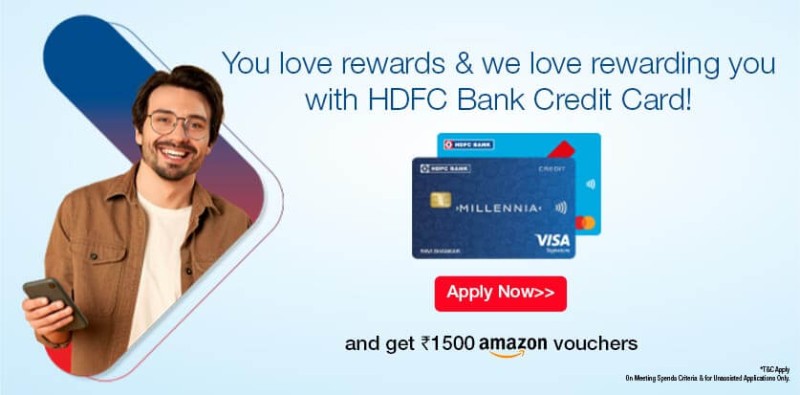 You love rewards & we love rewarding you
with HDFC Bank Credit Card!
HDFC BANK
HDFC BANK
CREDIT
MILLENNIA
VISA
Signature
Apply Now>>
and get ₹1500 amazon vouchers
*T&C Apply
On Meeting Spends Criteria & for Unassisted Applications Only.